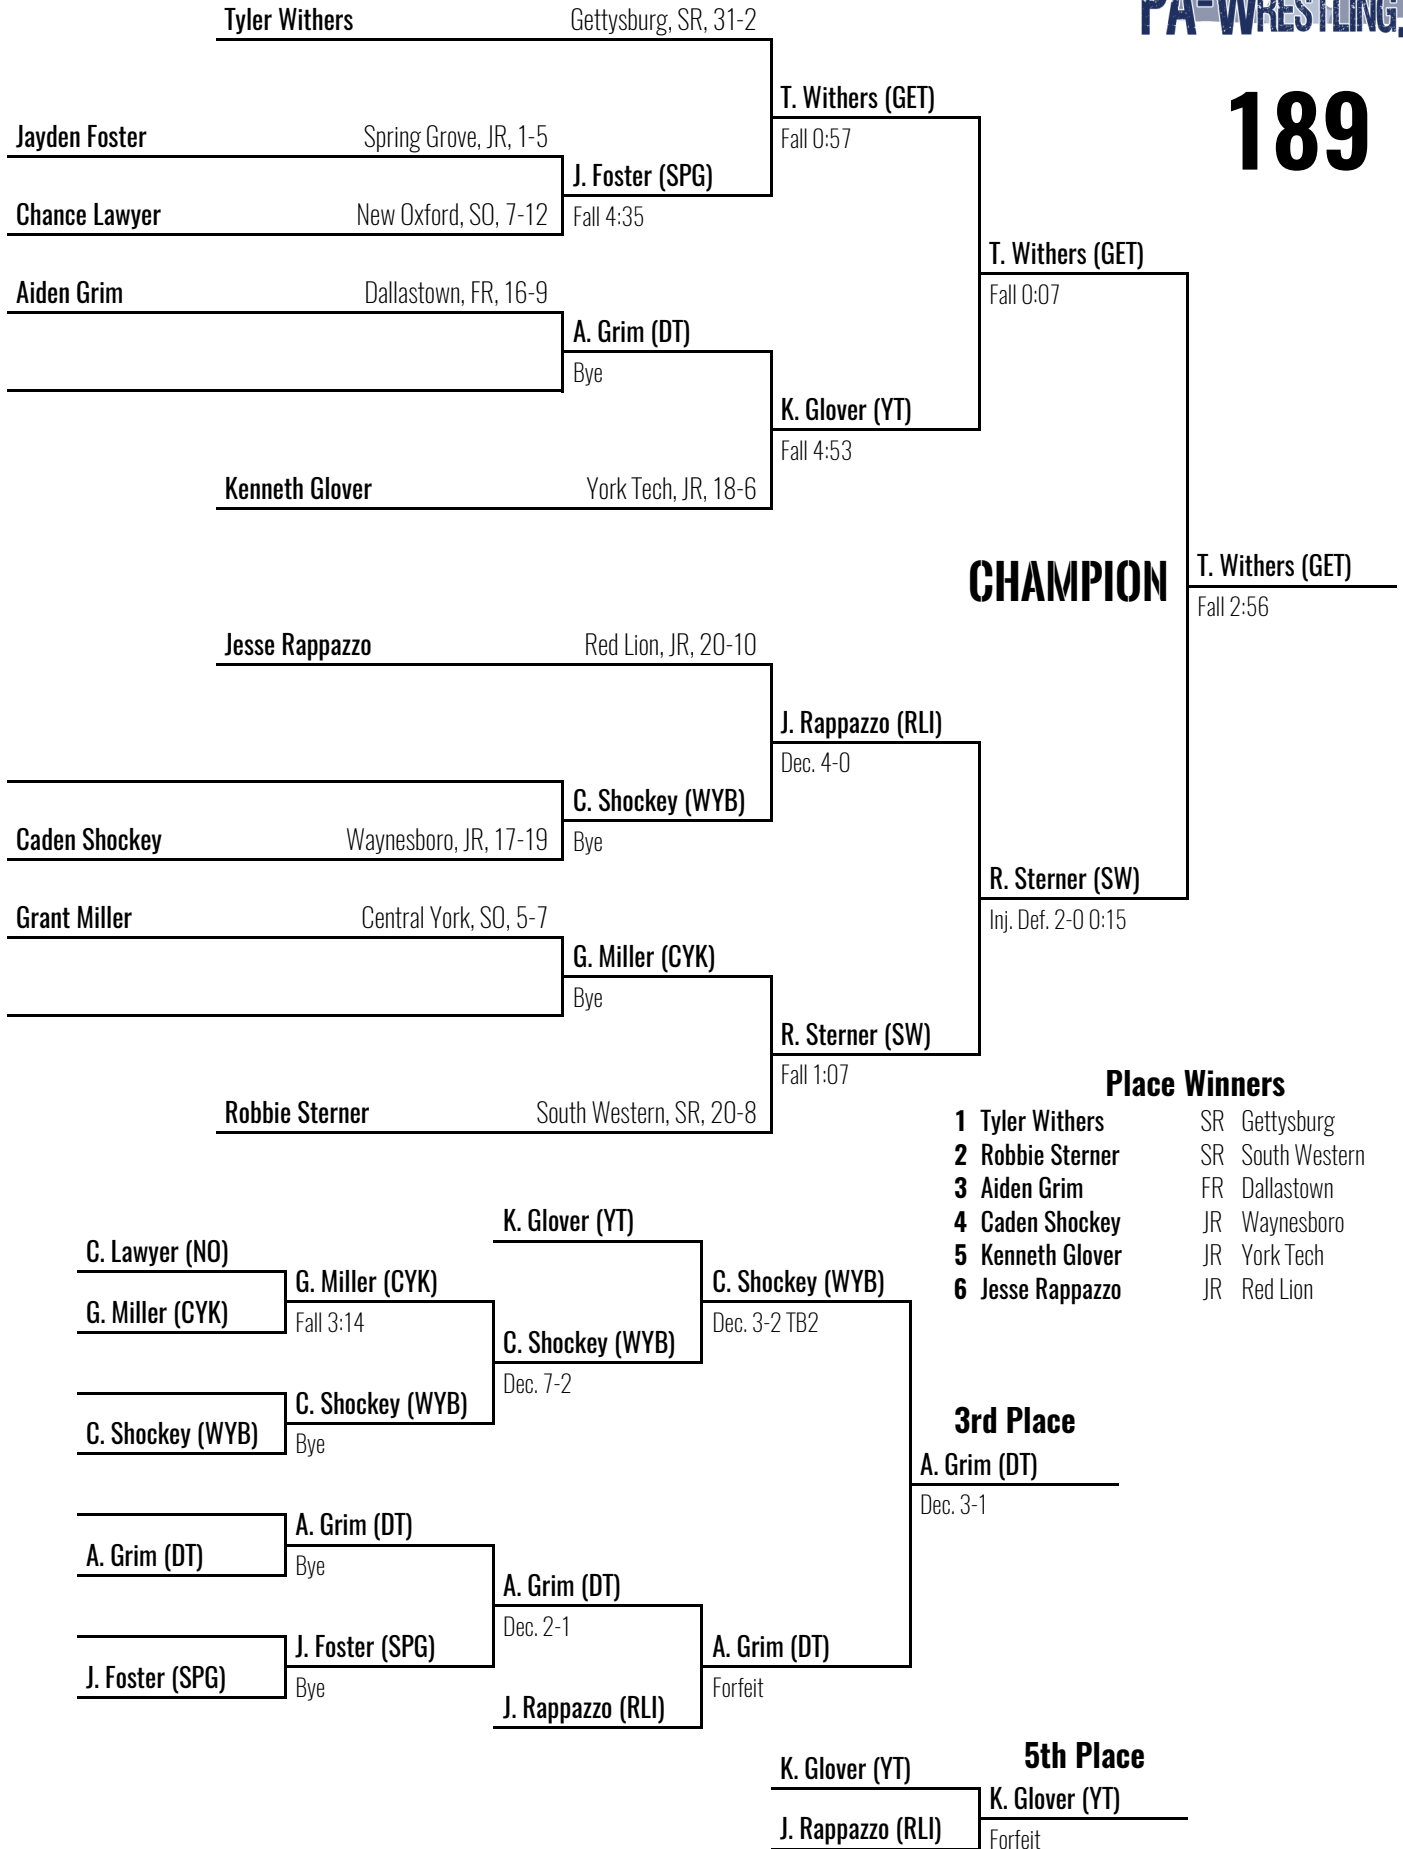 Tyler Withers Gettysburg, SR, 31-2
PA-WRESTLING.
189
T. Withers (GET)
Fall 0:57
Jayden Foster Spring Grove, JR, 1-5
J. Foster (SPG)
Fall 4:35
Chance Lawyer New Oxford, SO, 7-12
T. Withers (GET)
Fall 0:07
Aiden Grim Dallastown, FR, 16-9
A. Grim (DT)
Bye
K. Glover (YT)
Fall 4:53
Kenneth Glover York Tech, JR, 18-6
CHAMPION
T. Withers (GET)
Fall 2:56
Jesse Rappazzo Red Lion, JR, 20-10
J. Rappazzo (RLI)
Dec. 4-0
C. Shockey (WYB)
Bye
Caden Shockey Waynesboro, JR, 17-19
R. Sterner (SW)
Inj. Def. 2-0 0:15
Grant Miller Central York, SO, 5-7
G. Miller (CYK)
Bye
R. Sterner (SW)
Fall 1:07
Robbie Sterner South Western, SR, 20-8
Place Winners
1 Tyler Withers SR Gettysburg
2 Robbie Sterner SR South Western
3 Aiden Grim FR Dallastown
4 Caden Shockey JR Waynesboro
5 Kenneth Glover JR York Tech
6 Jesse Rappazzo JR Red Lion
K. Glover (YT)
C. Lawyer (NO)
G. Miller (CYK)
Fall 3:14
G. Miller (CYK)
C. Shockey (WYB)
Dec. 3-2 TB2
C. Shockey (WYB)
Dec. 7-2
C. Shockey (WYB)
Bye
C. Shockey (WYB)
3rd Place
A. Grim (DT)
Dec. 3-1
A. Grim (DT)
Bye
A. Grim (DT)
A. Grim (DT)
Dec. 2-1
J. Foster (SPG)
Bye
J. Foster (SPG)
A. Grim (DT)
Forfeit
J. Rappazzo (RLI)
5th Place
K. Glover (YT)
K. Glover (YT)
Forfeit
J. Rappazzo (RLI)